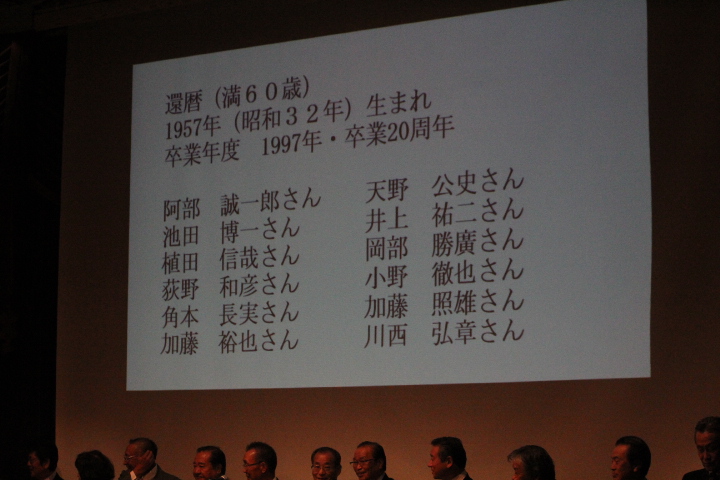 還暦（満６０歳）
1957年（昭和３２年）生まれ
卒業年度　1997年・卒業20周年
阿部　誠一郎さん
池田　博一さん
植田　信哉さん
荻野　和彦さん
角本　長実さん
加藤　裕也さん
天野　公史さん
井上　祐二さん
岡部　勝廣さん
小野　徹也さん
加藤　照雄さん
川西　弘章さん